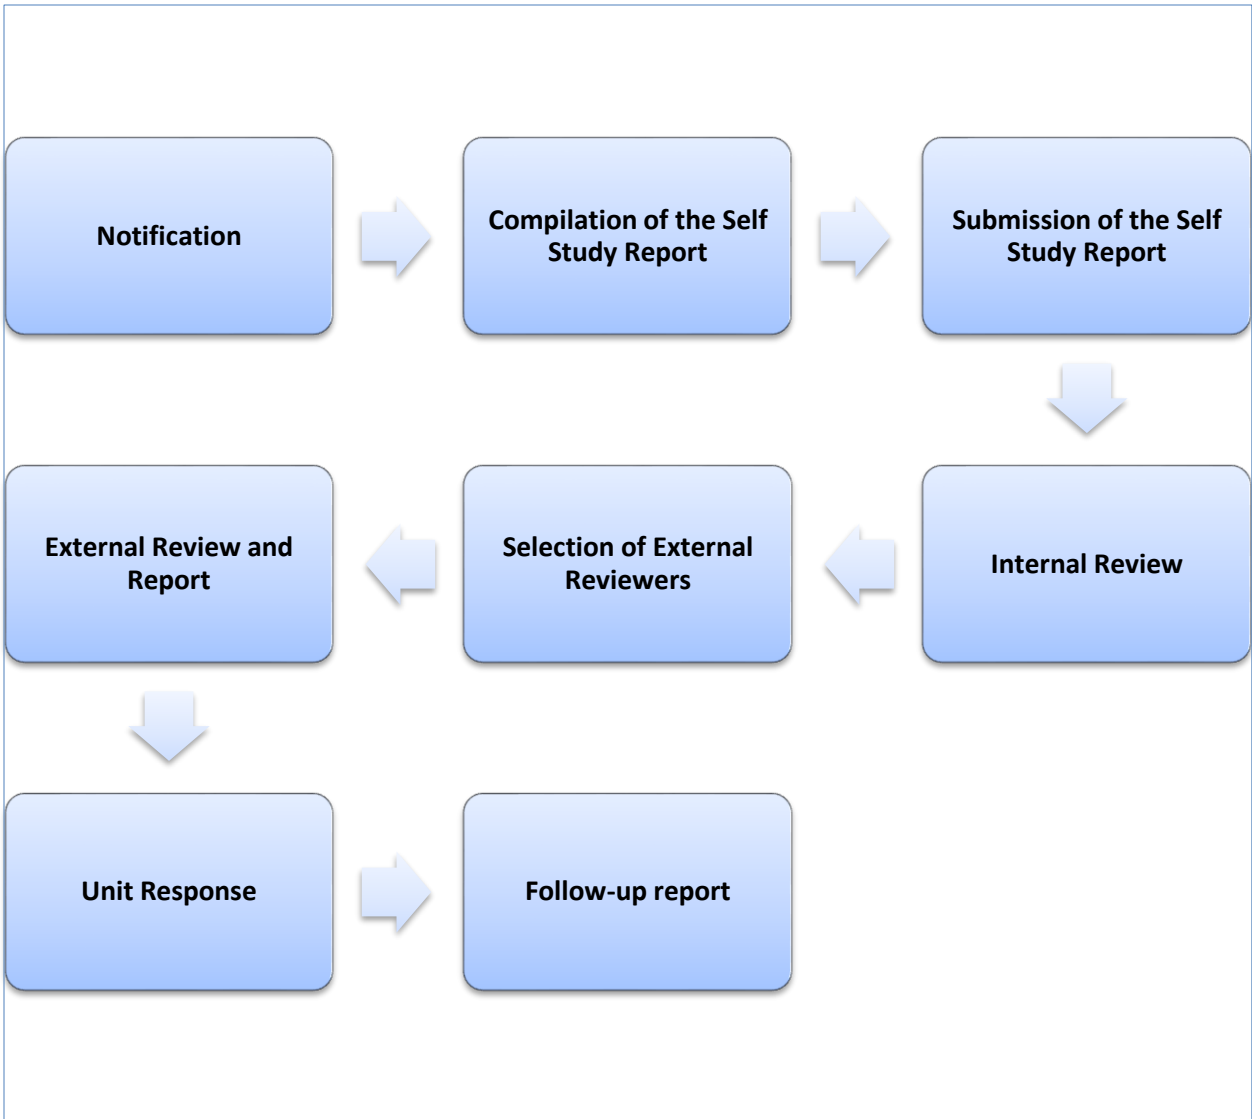 Notification
Compilation of the Self
Study Report
Submission of the Self
Study Report
Internal Review
Selection of External
Reviewers
External Review and
Report
Unit Response
Follow-up report